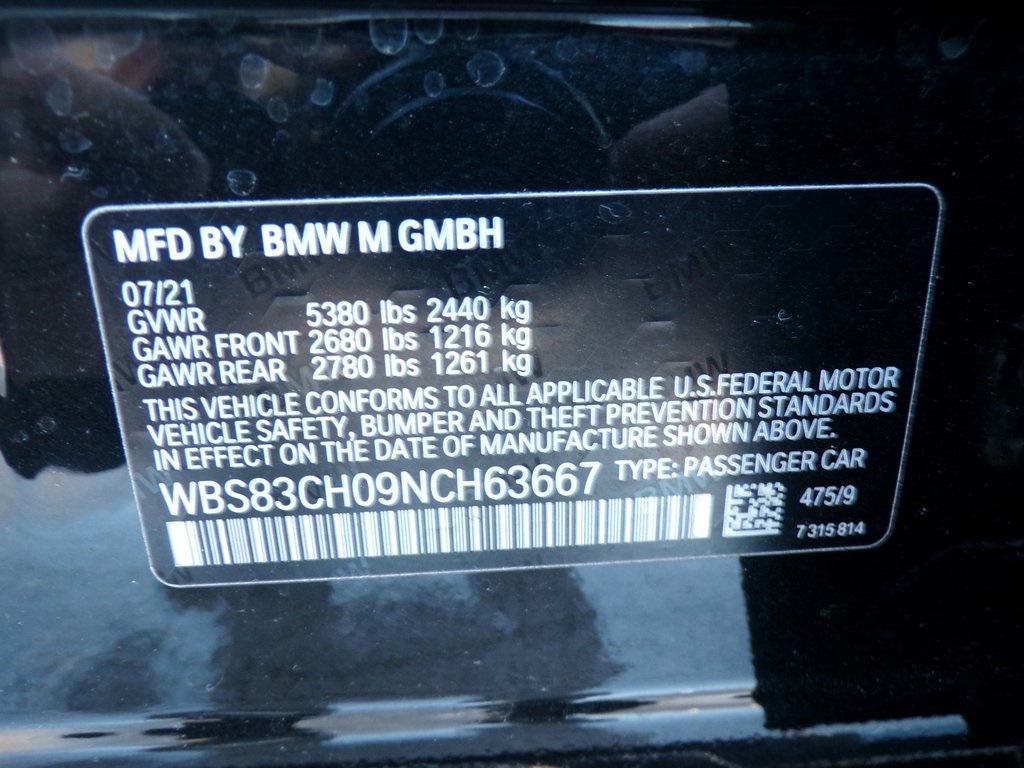 MFD BY BMW M GMBH
07/21
GVWR 5380 lbs 2440 kg
GAWR FRONT 2680 lbs 1216 kg
GAWR REAR 2780 lbs 1261 kg
THIS VEHICLE CONFORMS TO ALL APPLICABLE U.S.FEDERAL MOTOR
VEHICLE SAFETY, BUMPER AND THEFT PREVENTION STANDARDS
IN EFFECT ON THE DATE OF MANUFACTURE SHOWN ABOVE.
WBS83CH09NCH63667 TYPE: PASSENGER CAR
475/9
7 315 814